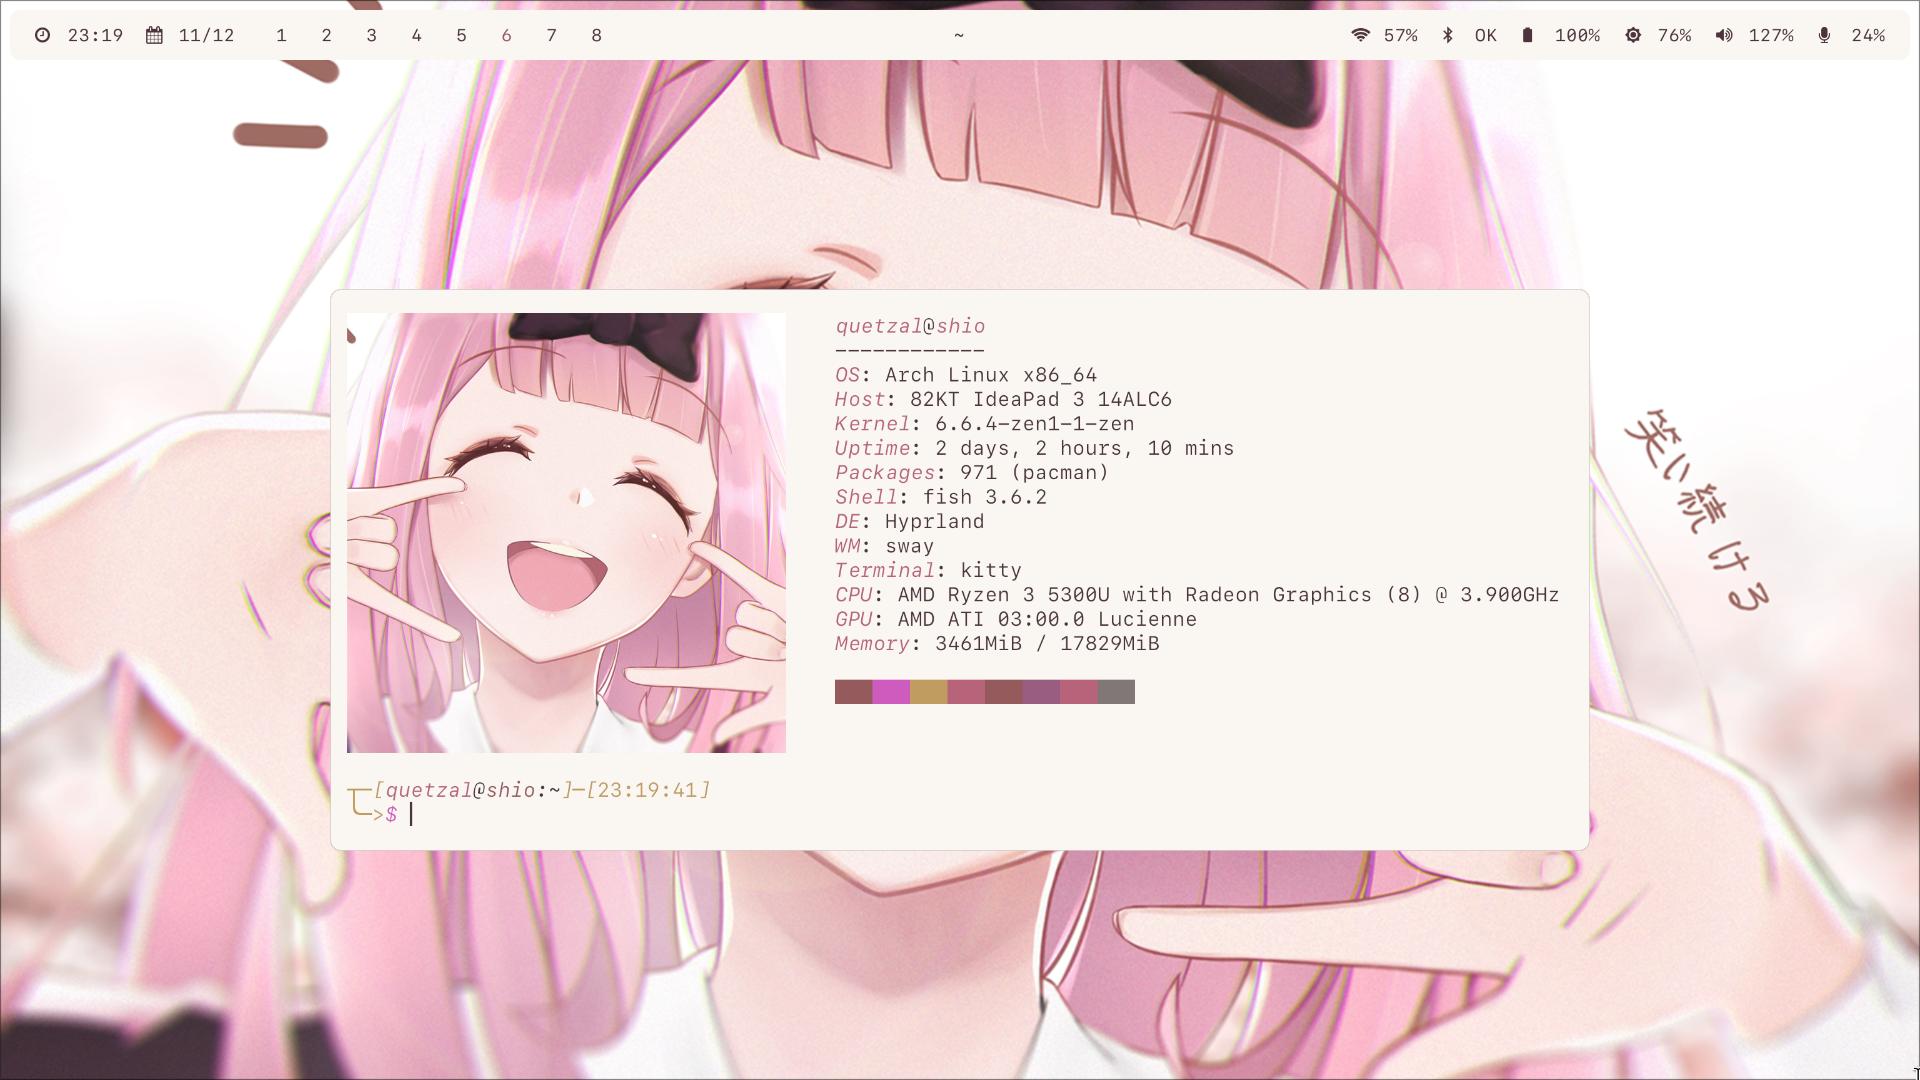 23:19 11/12 1 2 3 4 5 6 7 8 ~ 57% OK 100% 76% 127% 24%
quetzal@shio
------------
OS: Arch Linux x86_64
Host: 82KT IdeaPad 3 14ALC6
Kernel: 6.6.4-zen1-1-zen
Uptime: 2 days, 2 hours, 10 mins
Packages: 971 (pacman)
Shell: fish 3.6.2
DE: Hyprland
WM: sway
Terminal: kitty
CPU: AMD Ryzen 3 5300U with Radeon Graphics (8) @ 3.900GHz
GPU: AMD ATI 03:00.0 Lucienne
Memory: 3461MiB / 17829MiB
┬─[quetzal@shio:~]─[23:19:41]
╰─>$
笑い続ける